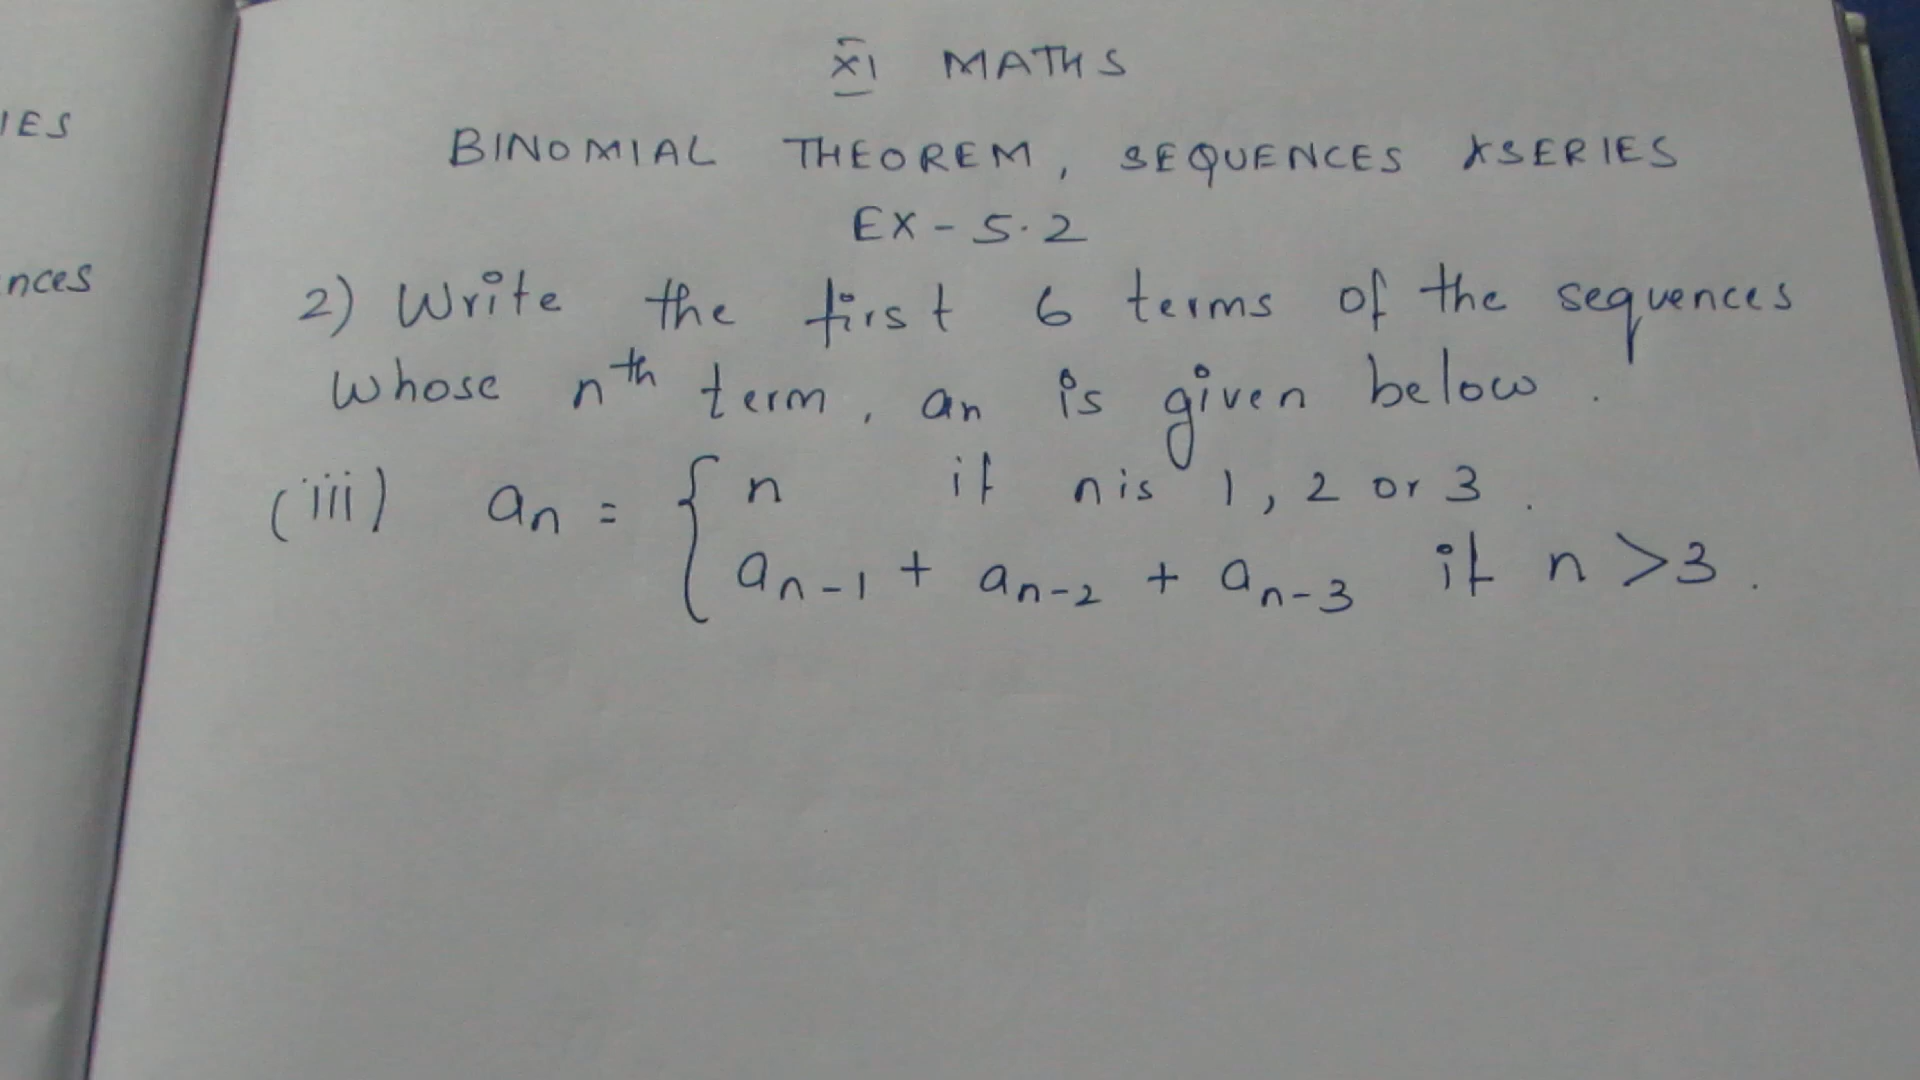 IES
nces
XI MATHS
BINOMIAL THEOREM, SEQUENCES & SERIES
EX - 5.2
2) Write the first 6 terms of the sequences
whose nth term, an is given below.
(iii) an = { n if n is 1, 2 or 3.
an-1 + an-2 + an-3 if n > 3.